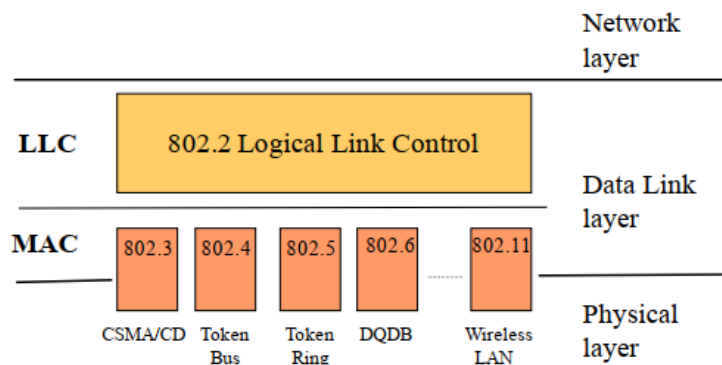 Network
layer
LLC
802.2 Logical Link Control
Data Link
layer
MAC
802.3
802.4
802.5
802.6
802.11
CSMA/CD
Token
Bus
Token
Ring
DQDB
Wireless
LAN
Physical
layer